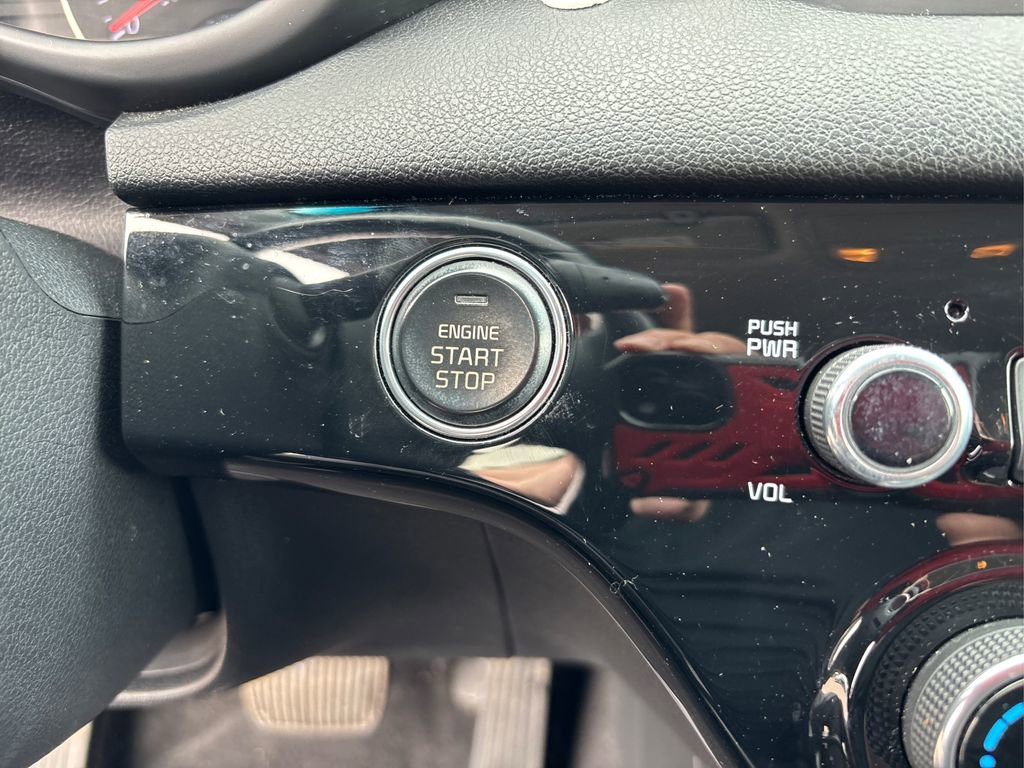 ENGINE
START
STOP
PUSH
PWR
VOL